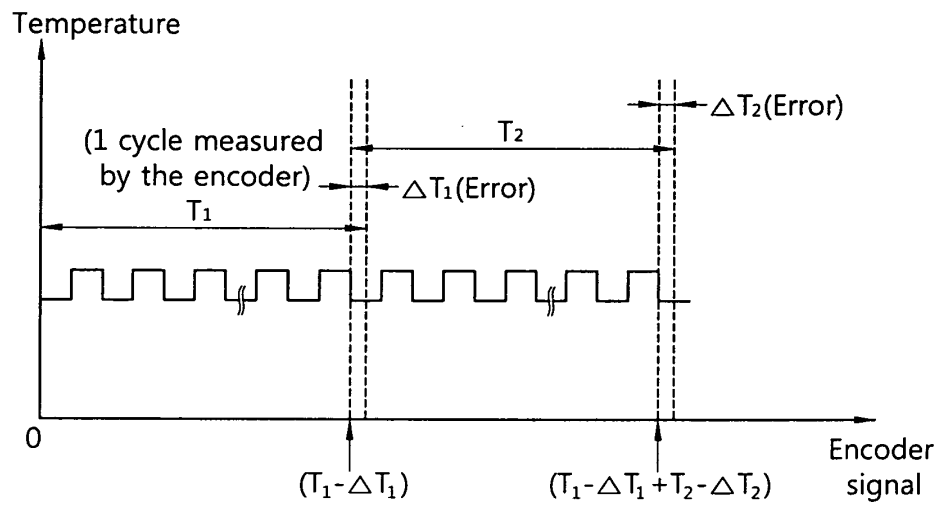 Temperature
△T₂(Error)
T₂
(1 cycle measured
by the encoder)
△T₁(Error)
T₁
0
Encoder
signal
(T₁-△T₁)
(T₁-△T₁+T₂-△T₂)